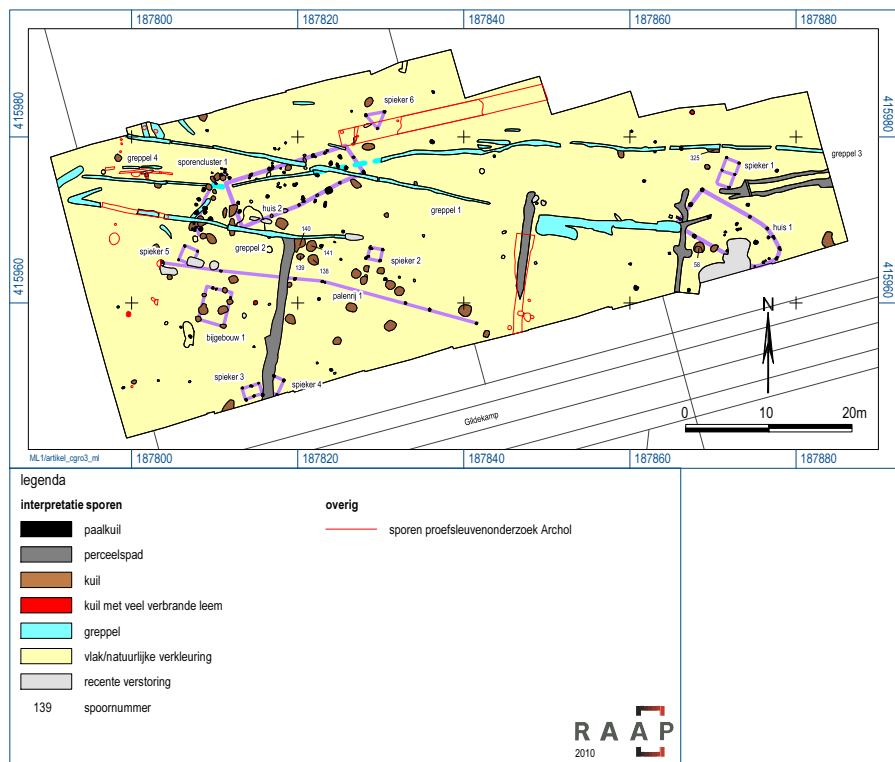 187800 187820 187840 187860 187880
415980 415980
415960 415960
spieker 6
greppel 4
sporencluster 1
325
spieker 1
greppel 3
huis 2
greppel 1
140
huis 1
greppel 2
141
spieker 5
spieker 2
139
138
56
palenrij 1
N
bijgebouw 1
spieker 3
spieker 4
Gildekamp
0 10 20m
ML1/artikel_cgro3_ml
187800 187820 187840 187860 187880
legenda
interpretatie sporen
overig
paalkuil
sporen proefsleuvenonderzoek Archol
perceelspad
kuil
kuil met veel verbrande leem
greppel
vlak/natuurlijke verkleuring
recente verstoring
139 spoornummer
RAAP
2010